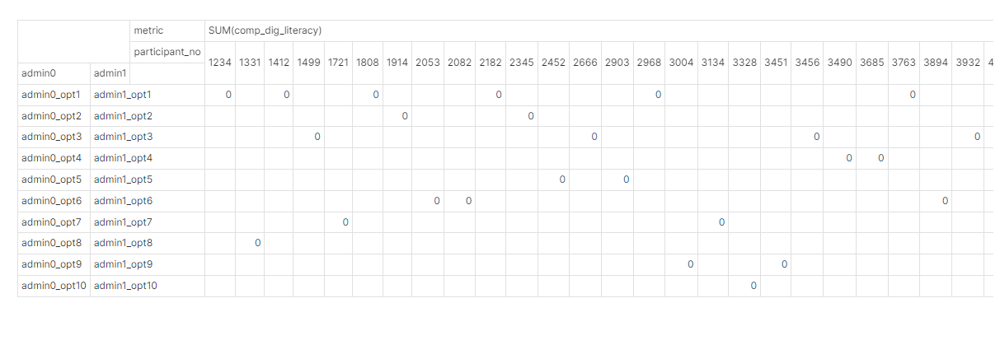 metric SUM(comp_dig_literacy)
participant_no
1234 1331 1412 1499 1721 1808 1914 2053 2082 2182 2345 2452 2666 2903 2968 3004 3134 3328 3451 3456 3490 3685 3763 3894 3932 4
admin0 admin1
admin0_opt1 admin1_opt1 0 0 0 0 0 0
admin0_opt2 admin1_opt2 0 0
admin0_opt3 admin1_opt3 0 0 0 0
admin0_opt4 admin1_opt4 0 0
admin0_opt5 admin1_opt5 0 0
admin0_opt6 admin1_opt6 0 0 0
admin0_opt7 admin1_opt7 0 0
admin0_opt8 admin1_opt8 0
admin0_opt9 admin1_opt9 0 0
admin0_opt10 admin1_opt10 0